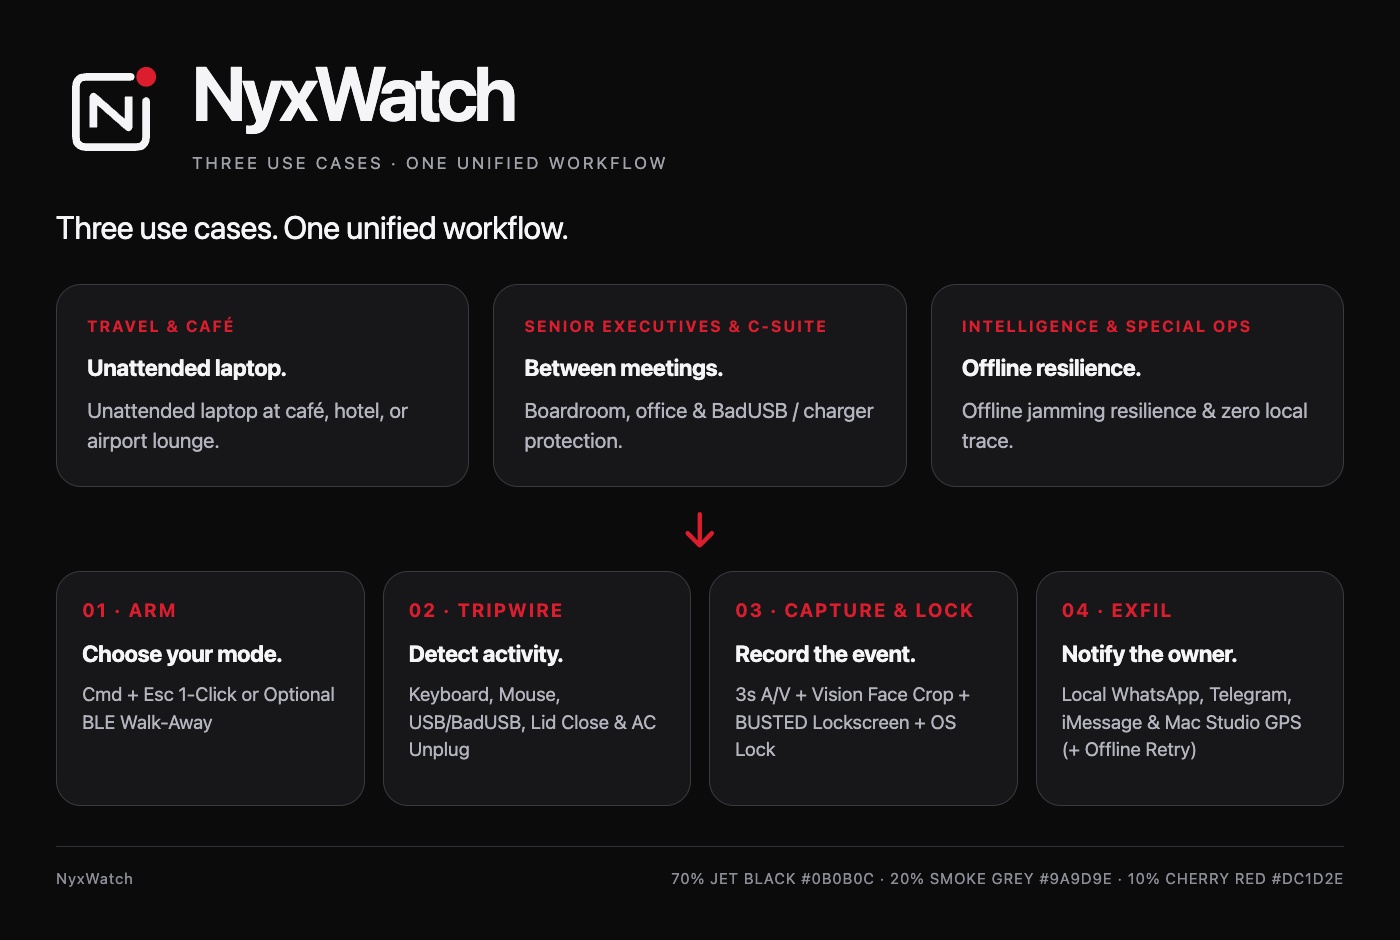 N
NyxWatch
THREE USE CASES · ONE UNIFIED WORKFLOW
Three use cases. One unified workflow.
TRAVEL & CAFÉ
Unattended laptop.
Unattended laptop at café, hotel, or
airport lounge.
SENIOR EXECUTIVES & C-SUITE
Between meetings.
Boardroom, office & BadUSB / charger
protection.
INTELLIGENCE & SPECIAL OPS
Offline resilience.
Offline jamming resilience & zero local
trace.
01 · ARM
Choose your mode.
Cmd + Esc 1-Click or Optional
BLE Walk-Away
02 · TRIPWIRE
Detect activity.
Keyboard, Mouse,
USB/BadUSB, Lid Close & AC
Unplug
03 · CAPTURE & LOCK
Record the event.
3s A/V + Vision Face Crop +
BUSTED Lockscreen + OS
Lock
04 · EXFIL
Notify the owner.
Local WhatsApp, Telegram,
iMessage & Mac Studio GPS
(+ Offline Retry)
NyxWatch
70% JET BLACK #0B0B0C · 20% SMOKE GREY #9A9D9E · 10% CHERRY RED #DC1D2E